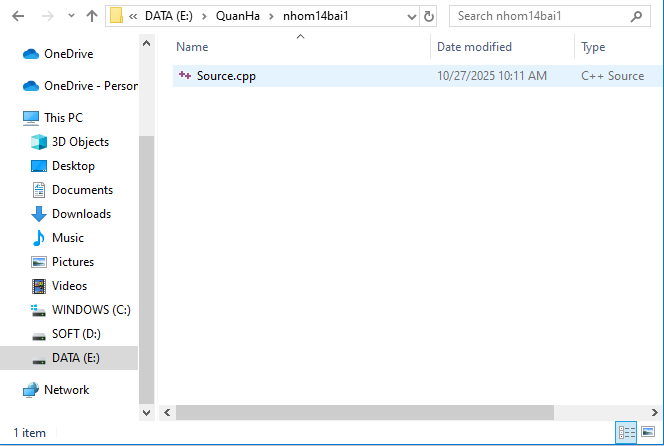 « DATA (E:) > QuanHa > nhom14bai1
Search nhom14bai1
Name
Date modified
Type
Source.cpp
10/27/2025 10:11 AM
C++ Source
OneDrive
OneDrive - Person
This PC
3D Objects
Desktop
Documents
Downloads
Music
Pictures
Videos
WINDOWS (C:)
SOFT (D:)
DATA (E:)
Network
1 item